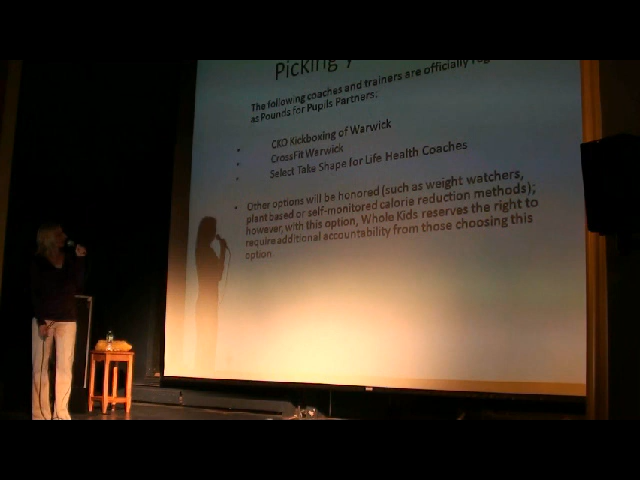 Picking
The following coaches and trainers are officially
as Pounds for Pupils Partners:
• CKO Kickboxing of Warwick
• CrossFit Warwick
• Select Take Shape for Life Health Coaches
• Other options will be honored (such as weight watchers,
plant based or self-monitored calorie reduction methods);
however, with this option, Whole Kids reserves the right to
require additional accountability from those choosing this
option